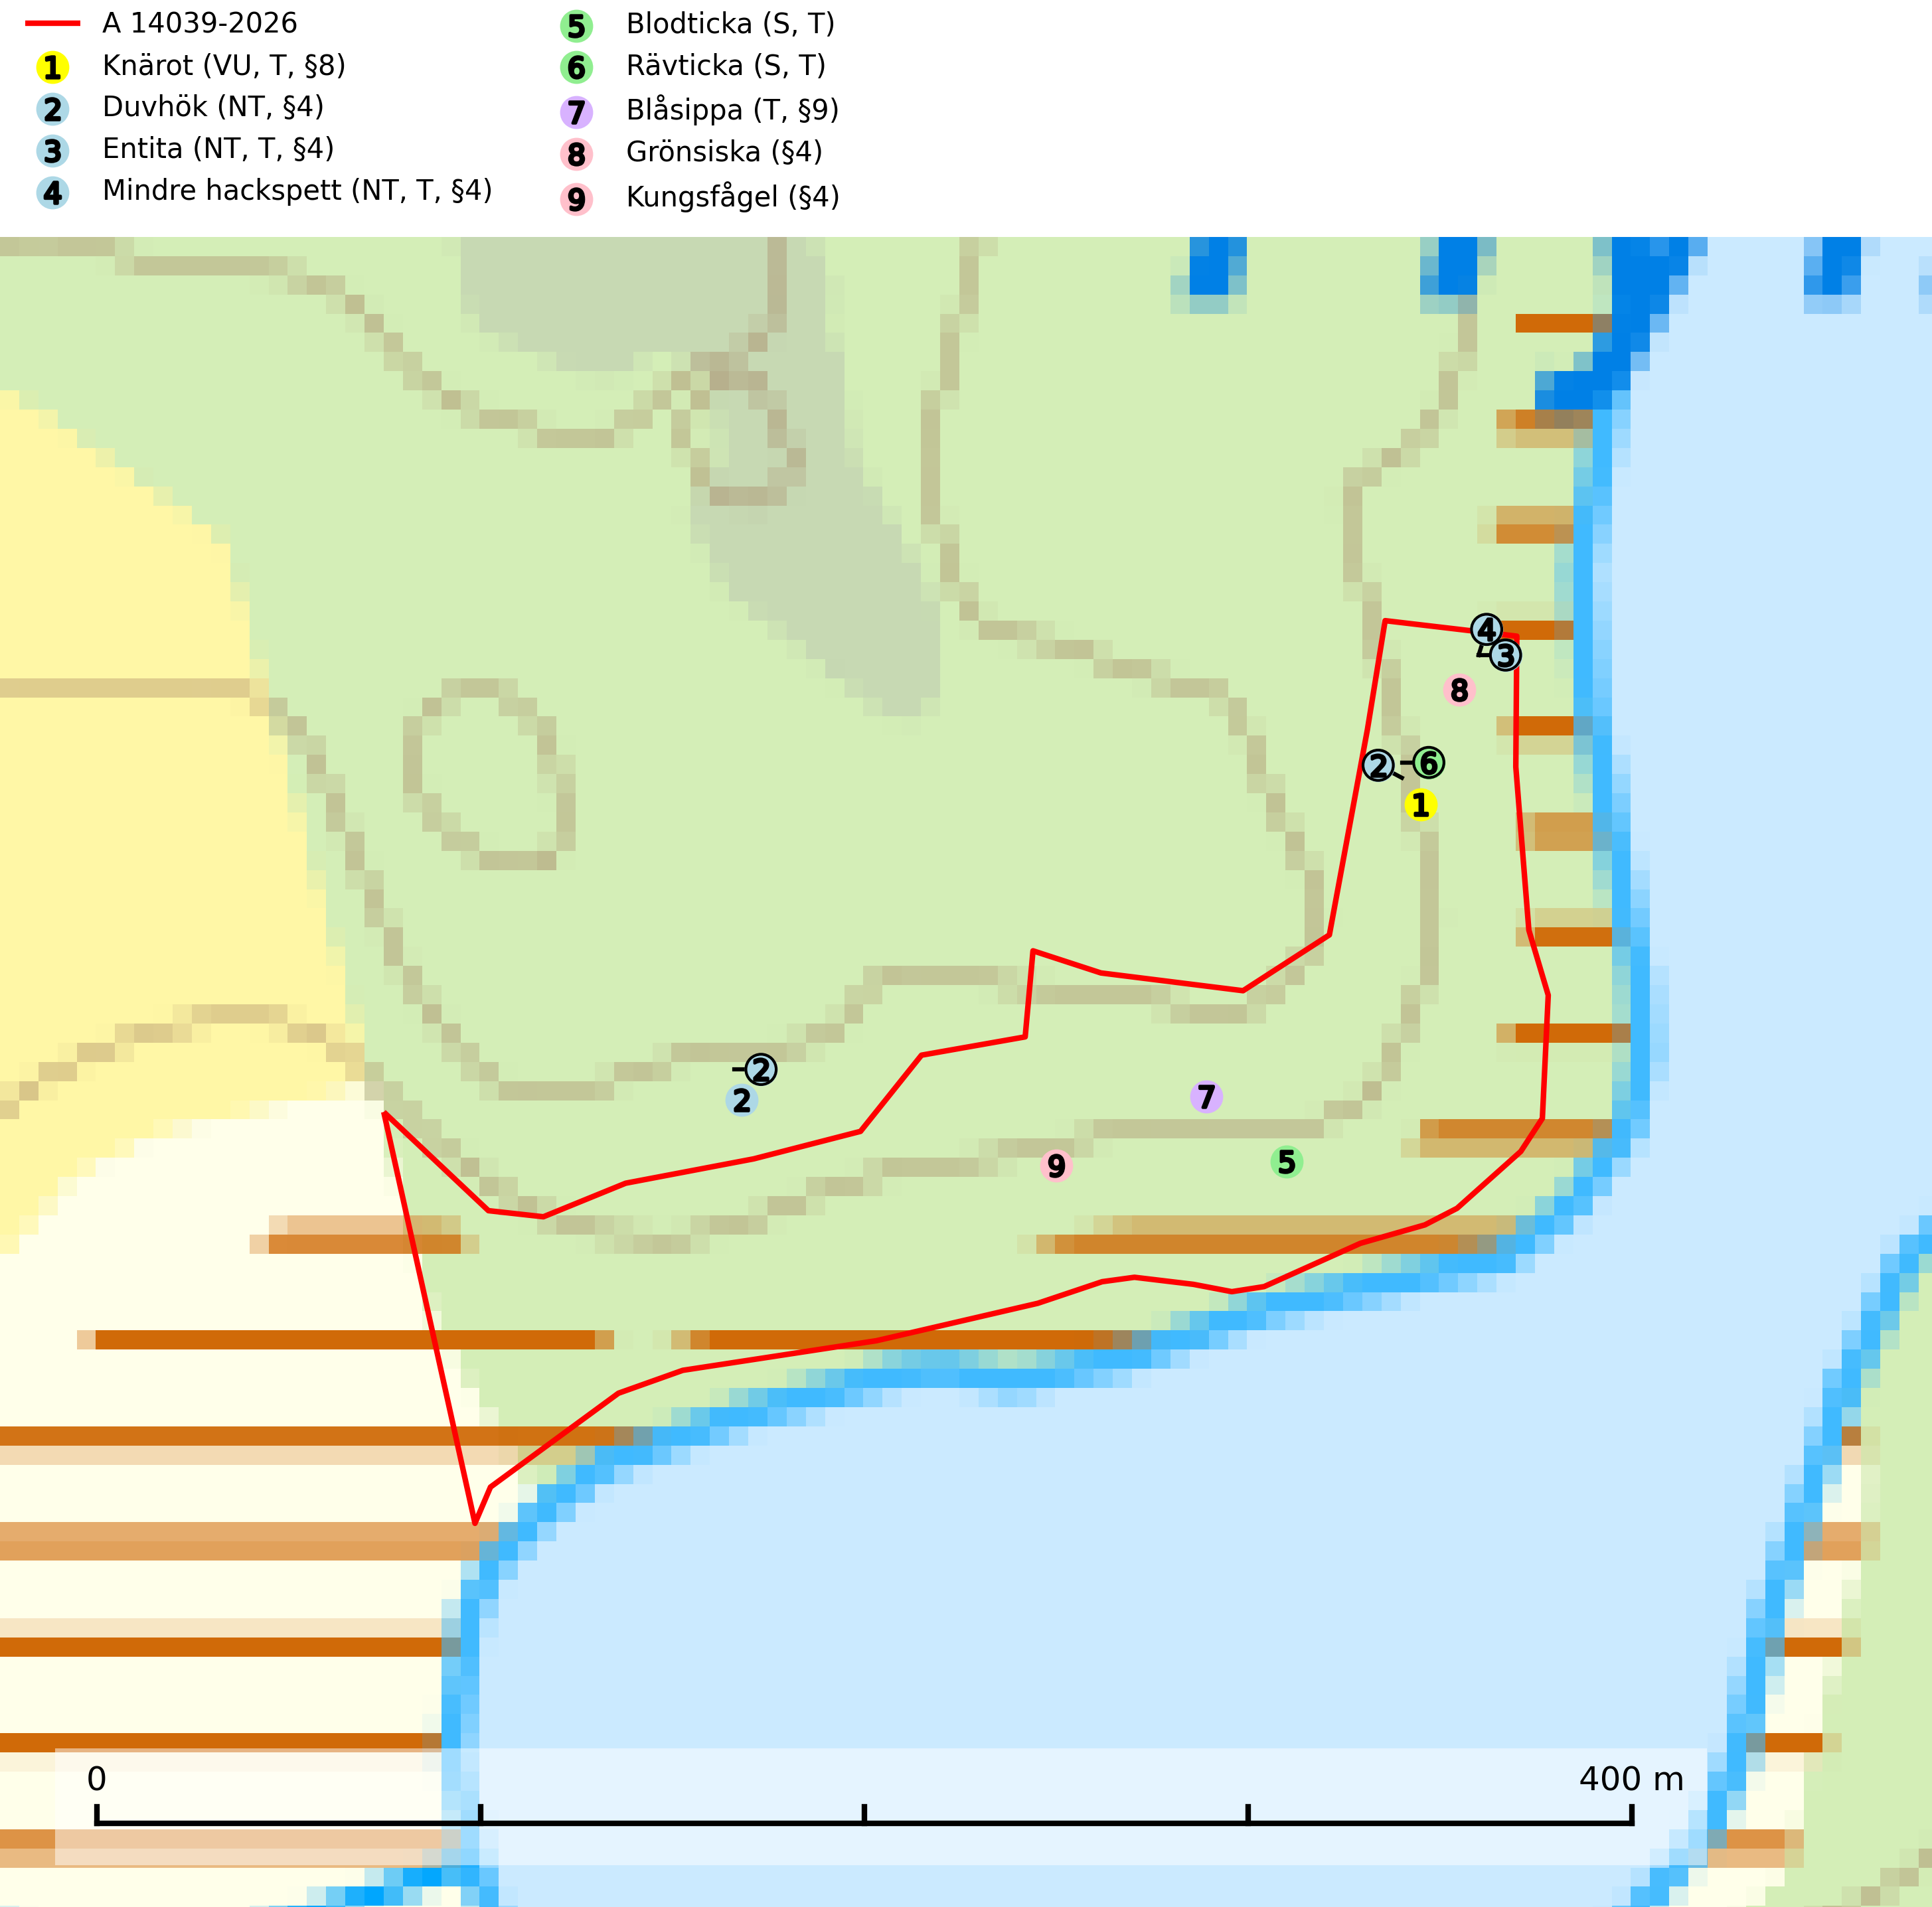 A 14039-2026
1 Knärot (VU, T, §8)
2 Duvhök (NT, §4)
3 Entita (NT, T, §4)
4 Mindre hackspett (NT, T, §4)
5 Blodticka (S, T)
6 Rävticka (S, T)
7 Blåsippa (T, §9)
8 Grönsiska (§4)
9 Kungsfågel (§4)
4
3
8
2 6
1
2
2
7
9
5
0 400 m